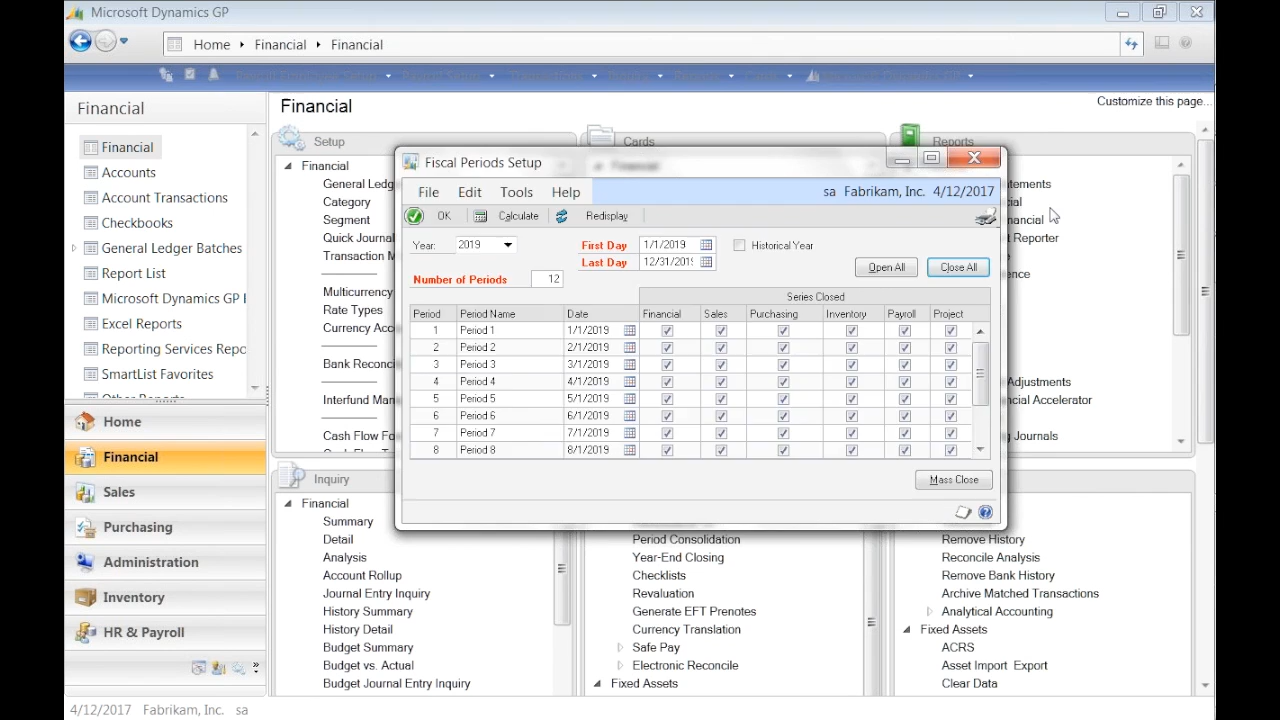 Microsoft Dynamics GP
Home Financial Financial
Financial
Financial
Accounts
Account Transactions
Checkbooks
General Ledger Batches
Report List
Microsoft Dynamics GP
Excel Reports
Reporting Services Repo
SmartList Favorites
Home
Financial
Sales
Purchasing
Administration
Inventory
HR & Payroll
Financial
Customize this page...
Setup
Financial
General Ledg
Category
Segment
Quick Journal
Transaction M
Multicurrency
Rate Types
Currency Acc
Bank Reconc
Interfund Man
Cash Flow Fo
Cards
Financial
Reports
atements
cial
inancial
l Reporter
ence
Adjustments
ncial Accelerator
ing Journals
Fiscal Periods Setup
File Edit Tools Help
sa Fabrikam, Inc. 4/12/2017
OK Calculate Redisplay
Year: 2019 First Day 1/1/2019 Historical Year
Last Day 12/31/201
Open All Close All
Number of Periods 12
Series Closed
Period Period Name Date Financial Sales Purchasing Inventory Payroll Project
1 Period 1 1/1/2019
2 Period 2 2/1/2019
3 Period 3 3/1/2019
4 Period 4 4/1/2019
5 Period 5 5/1/2019
6 Period 6 6/1/2019
7 Period 7 7/1/2019
8 Period 8 8/1/2019
Mass Close
Inquiry
Financial
Summary
Detail
Analysis
Account Rollup
Journal Entry Inquiry
History Summary
History Detail
Budget Summary
Budget vs. Actual
Budget Journal Entry Inquiry
Period Consolidation
Year-End Closing
Checklists
Revaluation
Generate EFT Prenotes
Currency Translation
Safe Pay
Electronic Reconcile
Fixed Assets
Remove History
Reconcile Analysis
Remove Bank History
Archive Matched Transactions
Analytical Accounting
Fixed Assets
ACRS
Asset Import Export
Clear Data
4/12/2017 Fabrikam, Inc. sa